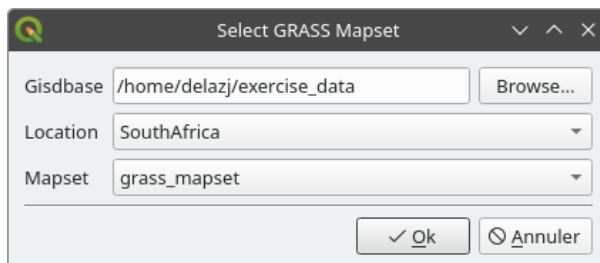 Select GRASS Mapset
Gisdbase /home/delazj/exercise_data Browse...
Location SouthAfrica
Mapset grass_mapset
Ok Annuler